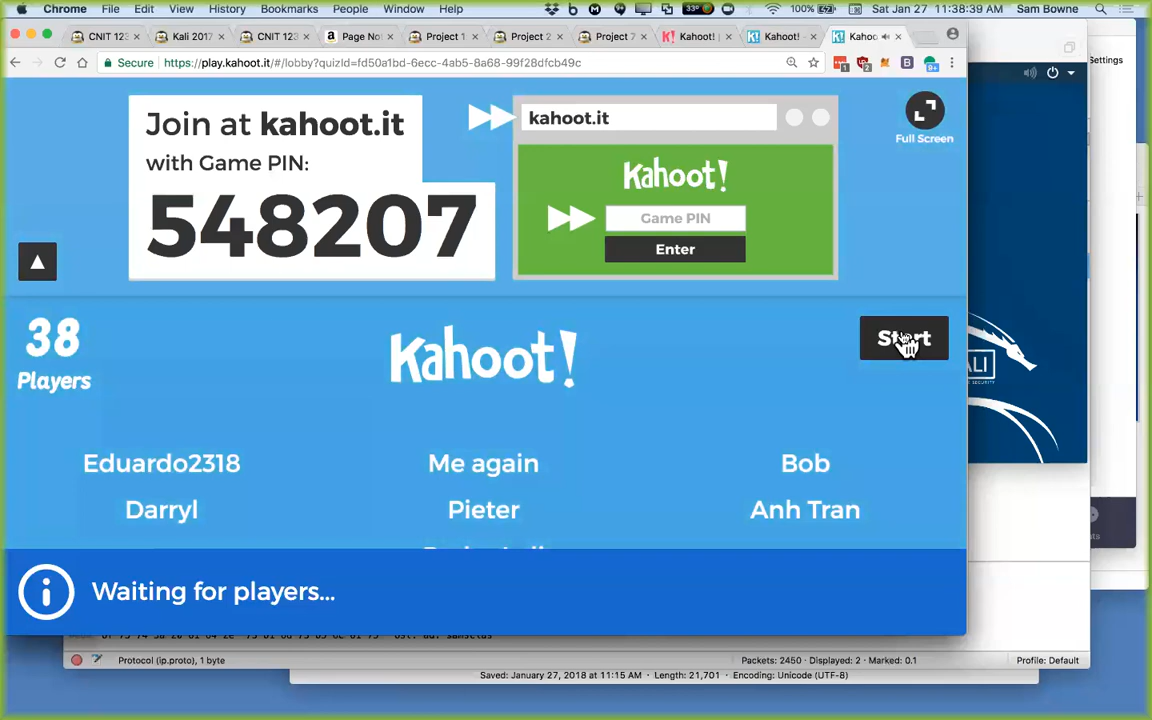 Chrome File Edit View History Bookmarks People Window Help 33° 100% Sat Jan 27 11:38:39 AM Sam Bowne
CNIT 123 Kali 2017 CNIT 123 Page No Project 1 Project 2 Project 7 Kahoot! Kahoot! - Kahoo
Secure https://play.kahoot.it/#/lobby?quizId=fd50a1bd-6ecc-4ab5-8a68-99f28dfcb49c
Settings
Join at kahoot.it
with Game PIN:
548207
kahoot.it
Kahoot!
Game PIN
Enter
Full Screen
38
Players
Kahoot!
Start
Eduardo2318 Me again Bob
Darryl Pieter Anh Tran
Waiting for players...
Protocol (ip.proto), 1 byte Packets: 2450 · Displayed: 2 · Marked: 0.1 Profile: Default
Saved: January 27, 2018 at 11:15 AM • Length: 21,701 • Encoding: Unicode (UTF-8)